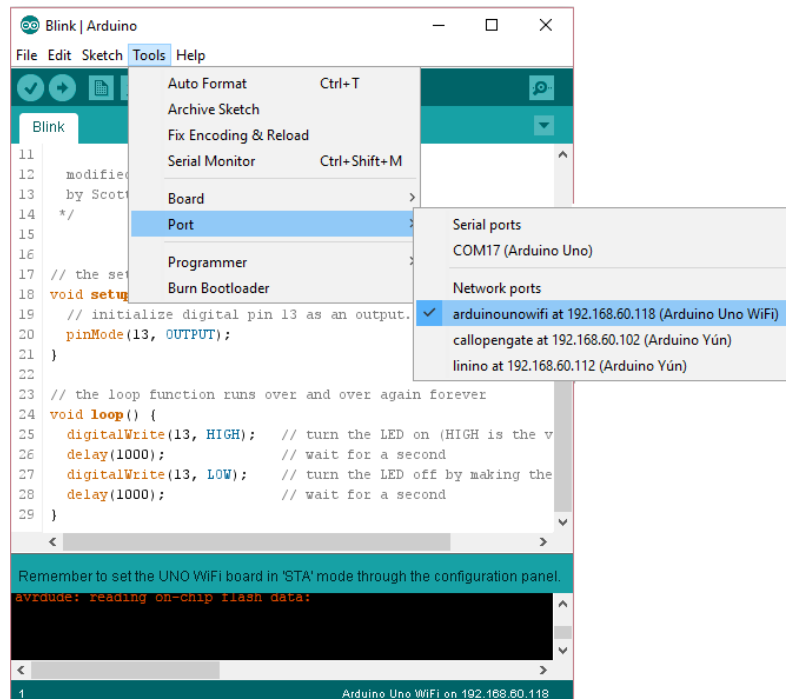 Blink | Arduino
File Edit Sketch Tools Help
Auto Format Ctrl+T
Archive Sketch
Fix Encoding & Reload
Serial Monitor Ctrl+Shift+M
Board
Port
Programmer
Burn Bootloader
Serial ports
COM17 (Arduino Uno)
Network ports
arduinounowifi at 192.168.60.118 (Arduino Uno WiFi)
callopengate at 192.168.60.102 (Arduino Yún)
linino at 192.168.60.112 (Arduino Yún)
Blink
11
12 modified
13 by Scott
14 */
15
16
17 // the set
18 void setup
19 // initialize digital pin 13 as an output.
20 pinMode(13, OUTPUT);
21 }
22
23 // the loop function runs over and over again forever
24 void loop() {
25 digitalWrite(13, HIGH); // turn the LED on (HIGH is the v
26 delay(1000); // wait for a second
27 digitalWrite(13, LOW); // turn the LED off by making the
28 delay(1000); // wait for a second
29 }
Remember to set the UNO WiFi board in 'STA' mode through the configuration panel.
avrdude: reading on-chip flash data:
1 Arduino Uno WiFi on 192.168.60.118